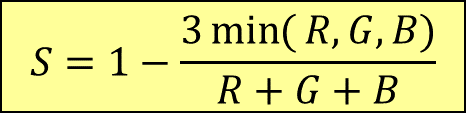 S = 1 − 3 min( R, G, B) / R + G + B